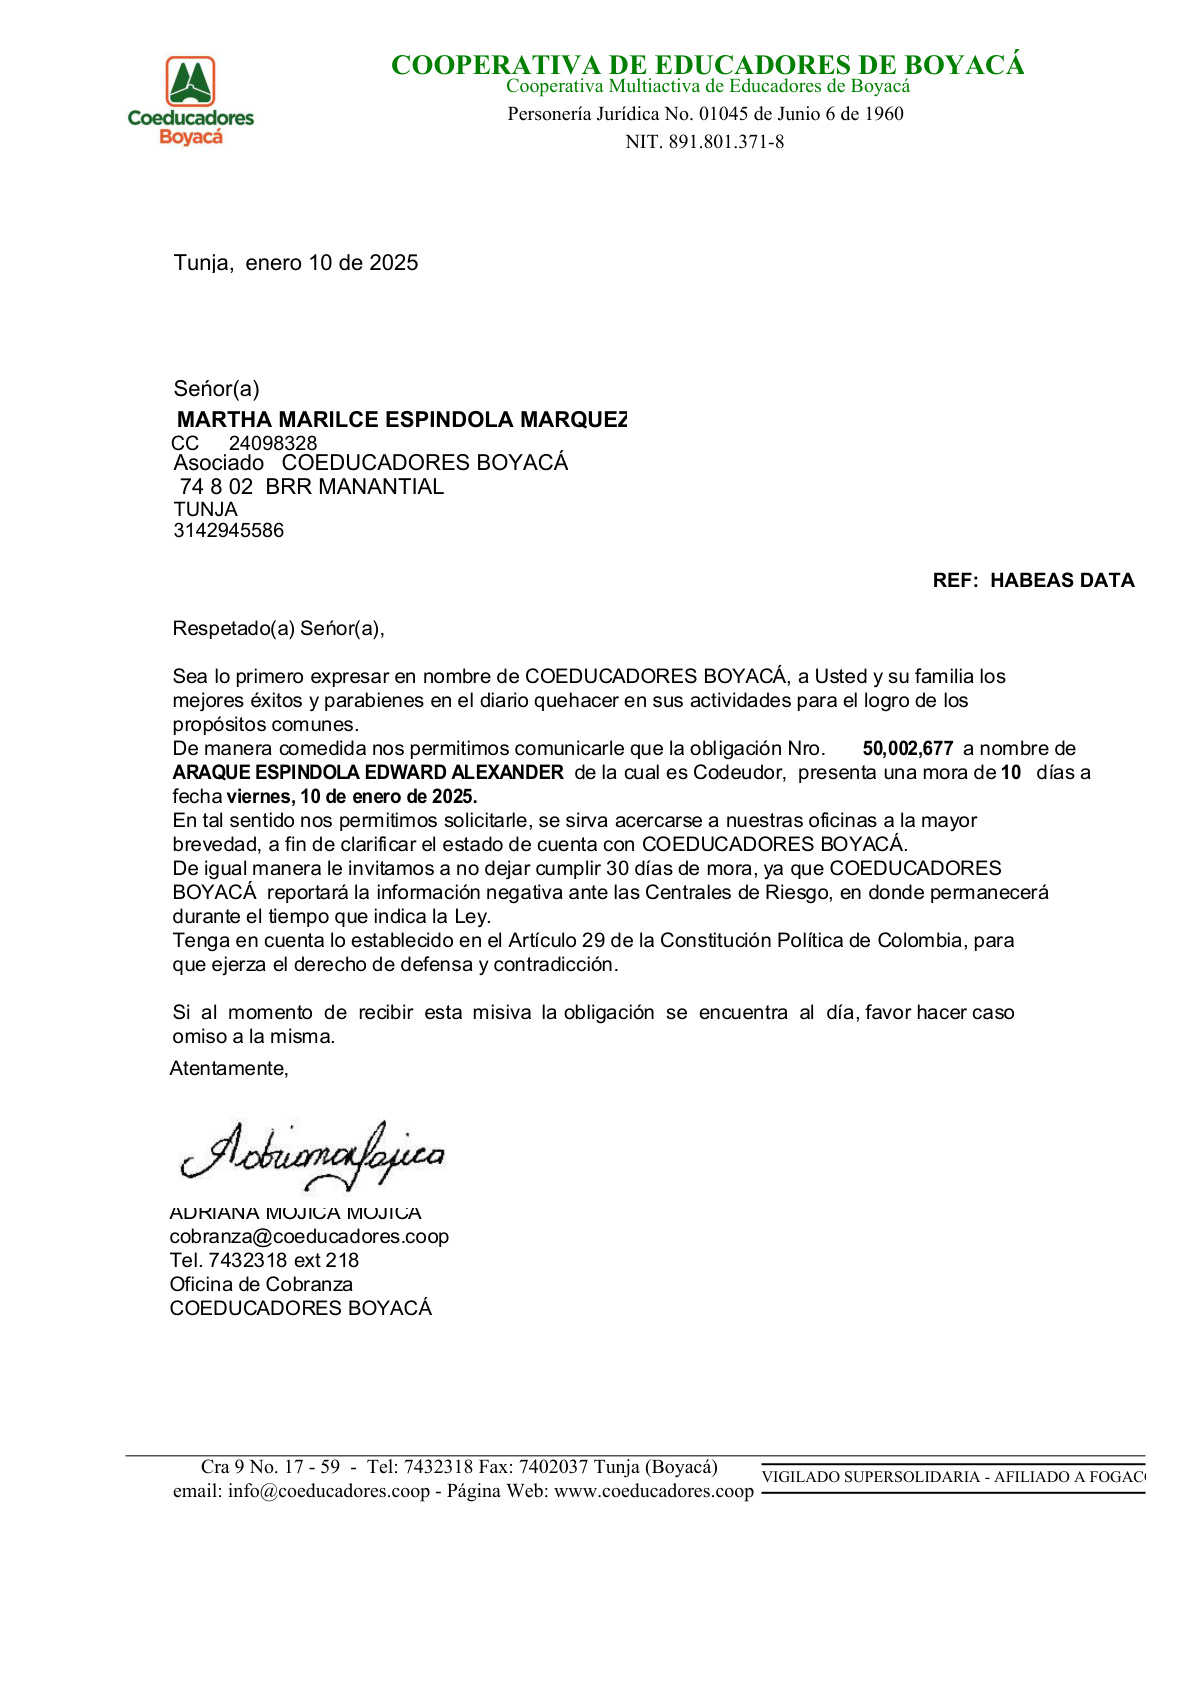 Coeducadores
Boyacá
COOPERATIVA DE EDUCADORES DE BOYACÁ
Cooperativa Multiactiva de Educadores de Boyacá
Personería Jurídica No. 01045 de Junio 6 de 1960
NIT. 891.801.371-8
Tunja, enero 10 de 2025
Seńor(a)
MARTHA MARILCE ESPINDOLA MARQUEZ
CC 24098328
Asociado COEDUCADORES BOYACÁ
74 8 02 BRR MANANTIAL
TUNJA
3142945586
REF: HABEAS DATA
Respetado(a) Seńor(a),
Sea lo primero expresar en nombre de COEDUCADORES BOYACÁ, a Usted y su familia los
mejores éxitos y parabienes en el diario quehacer en sus actividades para el logro de los
propósitos comunes.
De manera comedida nos permitimos comunicarle que la obligación Nro. 50,002,677 a nombre de
ARAQUE ESPINDOLA EDWARD ALEXANDER de la cual es Codeudor, presenta una mora de 10 días a
fecha viernes, 10 de enero de 2025.
En tal sentido nos permitimos solicitarle, se sirva acercarse a nuestras oficinas a la mayor
brevedad, a fin de clarificar el estado de cuenta con COEDUCADORES BOYACÁ.
De igual manera le invitamos a no dejar cumplir 30 días de mora, ya que COEDUCADORES
BOYACÁ reportará la información negativa ante las Centrales de Riesgo, en donde permanecerá
durante el tiempo que indica la Ley.
Tenga en cuenta lo establecido en el Artículo 29 de la Constitución Política de Colombia, para
que ejerza el derecho de defensa y contradicción.
Si al momento de recibir esta misiva la obligación se encuentra al día, favor hacer caso
omiso a la misma.
Atentamente,
ADRIANA MOJICA MOJICA
cobranza@coeducadores.coop
Tel. 7432318 ext 218
Oficina de Cobranza
COEDUCADORES BOYACÁ
Cra 9 No. 17 - 59 - Tel: 7432318 Fax: 7402037 Tunja (Boyacá)
email: info@coeducadores.coop - Página Web: www.coeducadores.coop
VIGILADO SUPERSOLIDARIA - AFILIADO A FOGAC